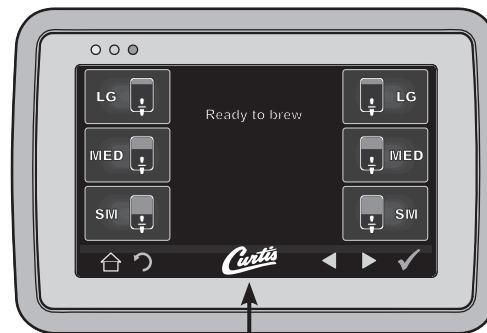 LG
Ready to brew
LG
MED
MED
SM
SM
Curtis